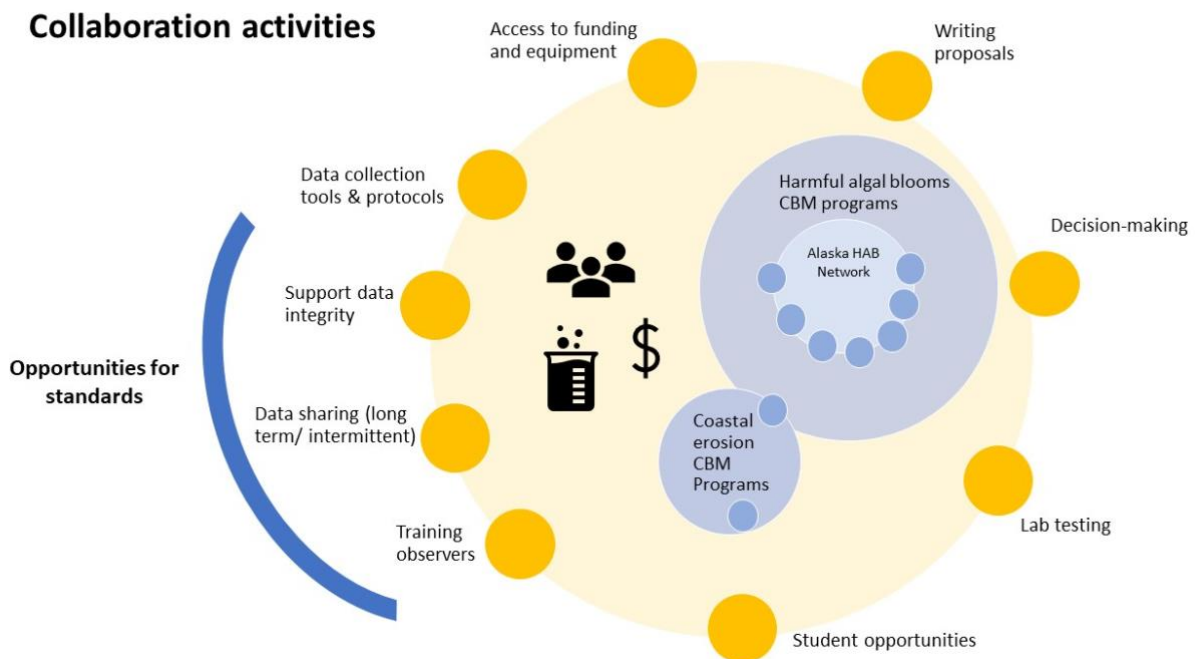 Collaboration activities
Access to funding
and equipment
Writing
proposals
Data collection
tools & protocols
Harmful algal blooms
CBM programs
Alaska HAB
Network
Decision-making
Support data
integrity
$
Opportunities for
standards
Data sharing (long
term/ intermittent)
Coastal
erosion
CBM
Programs
Training
observers
Lab testing
Student opportunities